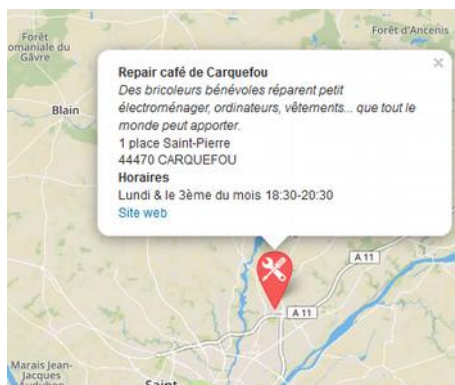 Forêt
omaniale du
Gâvre
Forêt d'Ancenis
Blain
×
Repair café de Carquefou
Des bricoleurs bénévoles réparent petit
électroménager, ordinateurs, vêtements... que tout le
monde peut apporter.
1 place Saint-Pierre
44470 CARQUEFOU
Horaires
Lundi & le 3ème du mois 18:30-20:30
Site web
A 11
A 11
Marais Jean-
Jacques
Audubon
Saint